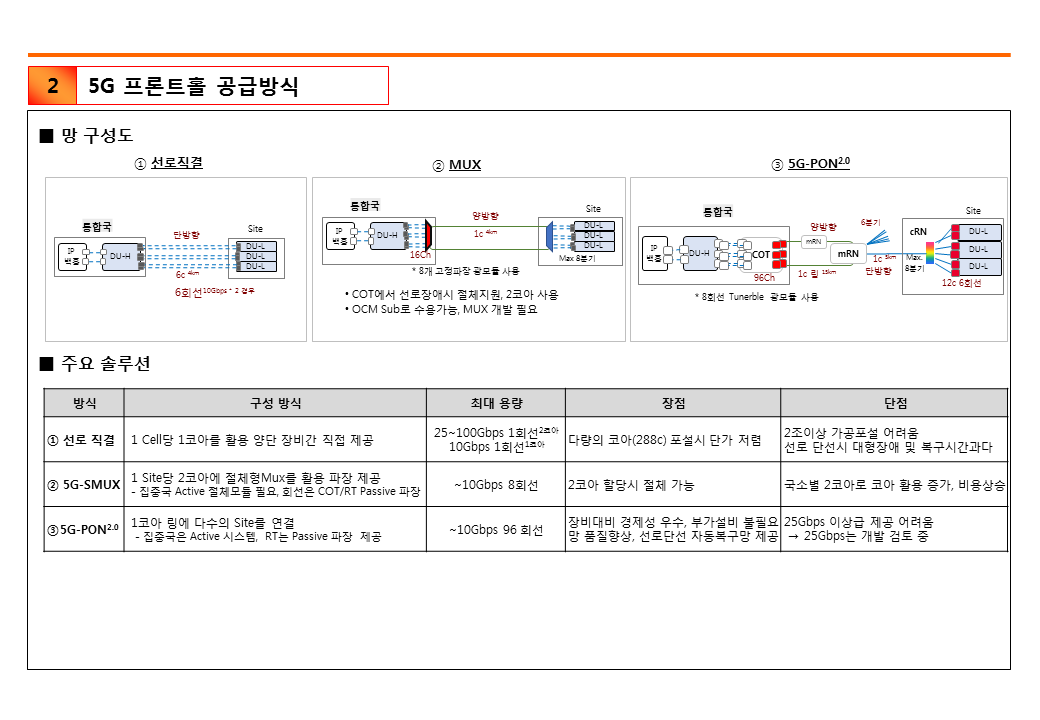 2
5G 프론트홀 공급방식
■ 망 구성도
① 선로직결
통합국
IP
백홀
DU-H
단방향
6c 4km
6회선10Gbps * 2 경우
Site
DU-L
DU-L
DU-L
② MUX
통합국
IP
백홀
DU-H
16Ch
양방향
1c 4km
Site
DU-L
DU-L
DU-L
Max 8분기
* 8개 고정파장 광모듈 사용
• COT에서 선로장애시 절체지원, 2코아 사용
• OCM Sub로 수용가능, MUX 개발 필요
③ 5G-PON2.0
통합국
IP
백홀
DU-H
COT
96Ch
양방향
mRN
mRN
1c 링 15km
6분기
1c 5km
단방향
Site
cRN
Max.
8분기
DU-L
DU-L
DU-L
12c 6회선
* 8회선 Tunerble 광모듈 사용
■ 주요 솔루션
방식 구성 방식 최대 용량 장점 단점
① 선로 직결
1 Cell당 1코아를 활용 양단 장비간 직접 제공
25~100Gbps 1회선2코아
10Gbps 1회선1코아
다량의 코아(288c) 포설시 단가 저렴
2조이상 가공포설 어려움
선로 단선시 대형장애 및 복구시간과다
② 5G-SMUX
1 Site당 2코아에 절체형Mux를 활용 파장 제공
- 집중국 Active 절체모듈 필요, 회선은 COT/RT Passive 파장
~10Gbps 8회선
2코아 할당시 절체 가능
국소별 2코아로 코아 활용 증가, 비용상승
③5G-PON2.0
1코아 링에 다수의 Site를 연결
- 집중국은 Active 시스템, RT는 Passive 파장 제공
~10Gbps 96 회선
장비대비 경제성 우수, 부가설비 불필요
망 품질향상, 선로단선 자동복구망 제공
25Gbps 이상급 제공 어려움
→ 25Gbps는 개발 검토 중